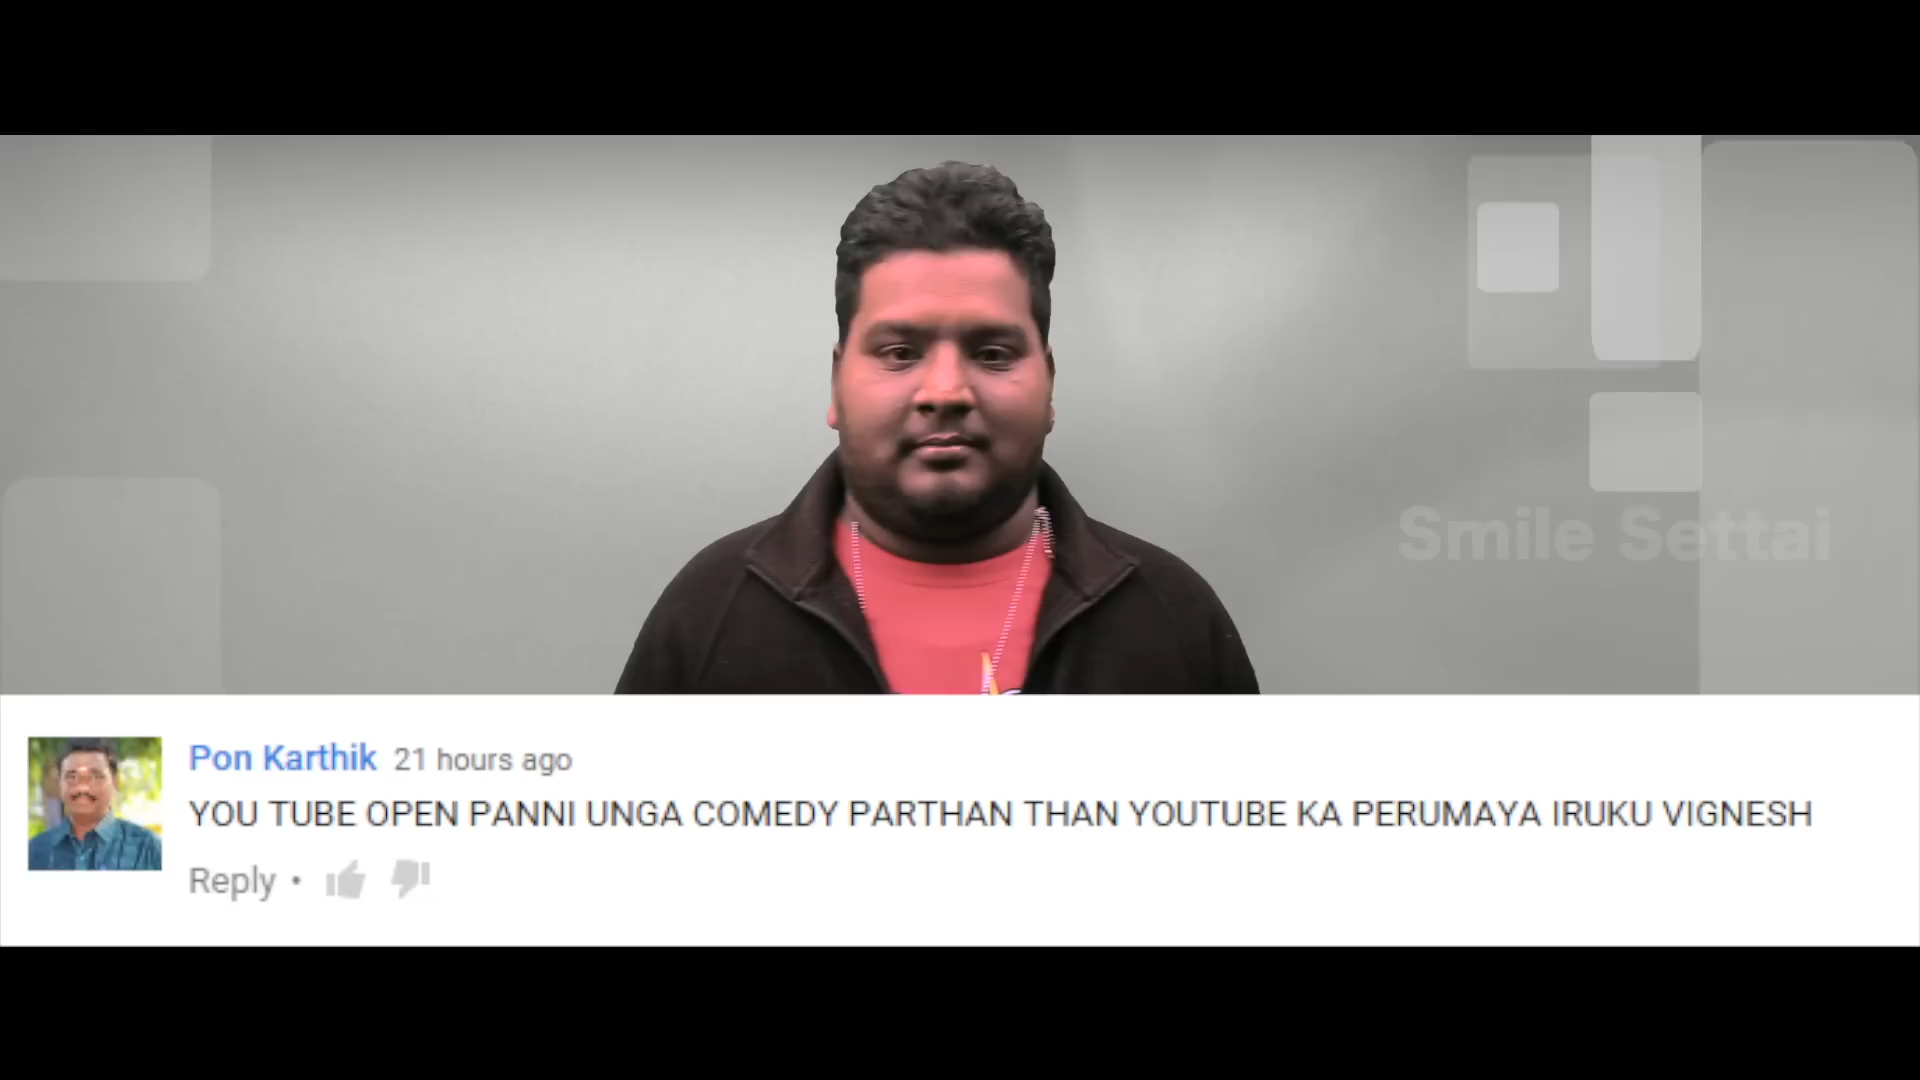 Smile Settai
Pon Karthik 21 hours ago
YOU TUBE OPEN PANNI UNGA COMEDY PARTHAN THAN YOUTUBE KA PERUMAYA IRUKU VIGNESH
Reply •